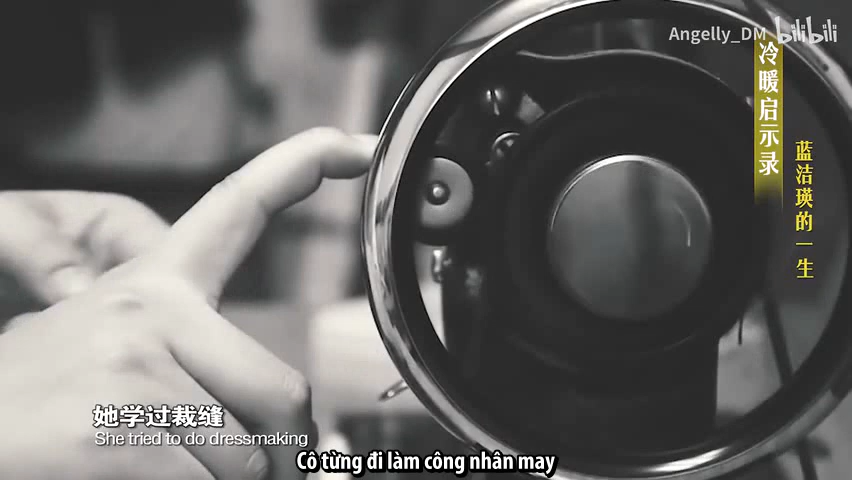 Angelly_DM bilibili
冷暖启示录
蓝洁瑛的一生
她学过裁缝
She tried to do dressmaking
Cô từng đi làm công nhân may